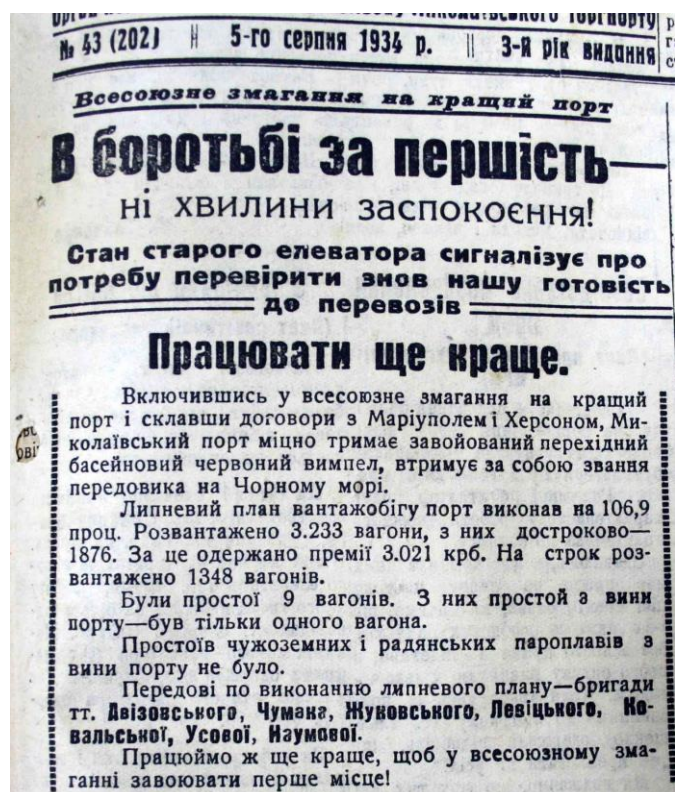 торгпорту
№ 43 (202) || 5-го серпня 1934 р. || 3-й рік видання
Всесоюзне змагання на кращий порт
В боротьбі за першість—
ні хвилини заспокоєння!
Стан старого елеватора сигналізує про
потребу перевірити знов нашу готовість
до перевозів
Працювати ще краще.
Включившись у всесоюзне змагання на кращий
порт і склавши договори з Маріуполем і Херсоном, Ми-
колаївський порт міцно тримає завойований перехідний
басейновий червоний вимпел, втримує за собою звання
передовика на Чорному морі.
Липневий план вантажобігу порт виконав на 106,9
проц. Розвантажено 3.233 вагони, з них достроково—
1876. За це одержано премії 3.021 крб. На строк роз-
вантажено 1348 вагонів.
Були простої 9 вагонів. З них простой з вини
порту—був тільки одного вагона.
Простоїв чужоземних і радянських пароплавів з
вини порту не було.
Передові по виконанню липневого плану—бригади
тт. Авізовського, Чумака, Жуковського, Левіцького, Ко-
вальської, Усової, Наумової.
Працюймо ж ще краще, щоб у всесоюзному зма-
ганні завоювати перше місце!